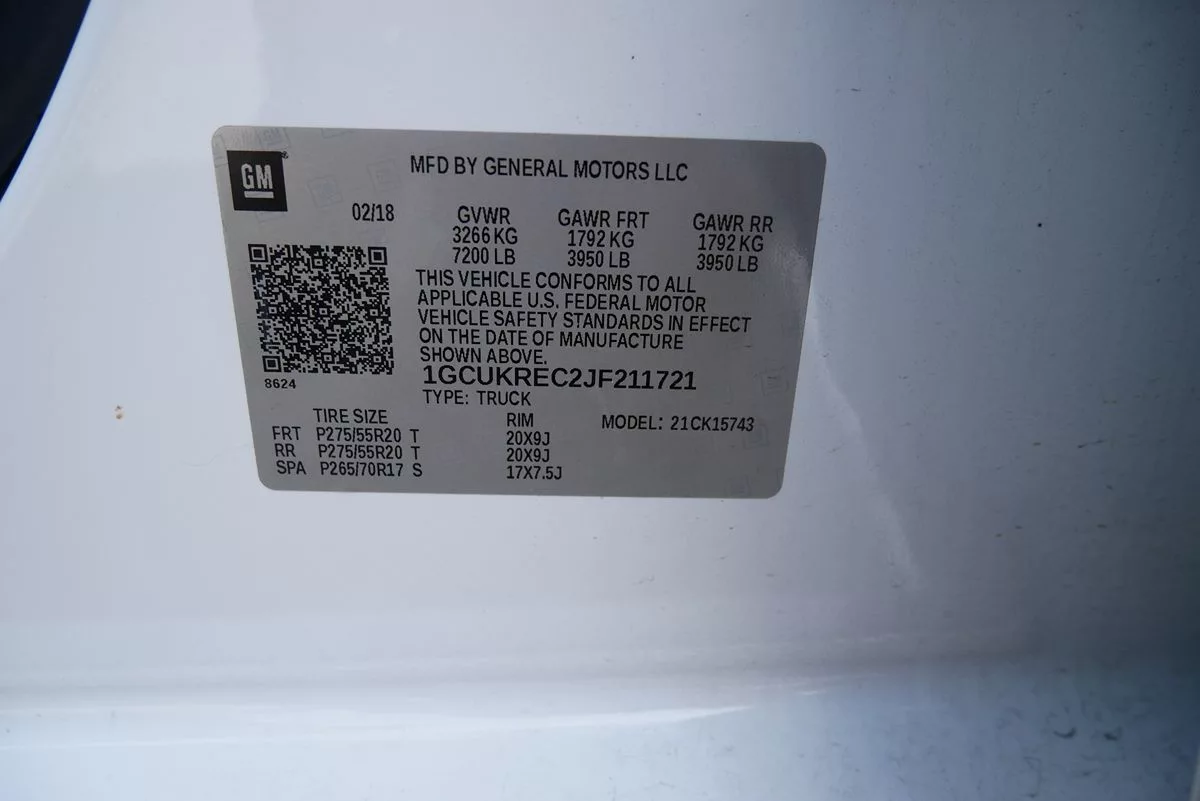 GM
MFD BY GENERAL MOTORS LLC
02/18
GVWR GAWR FRT GAWR RR
3266 KG 1792 KG 1792 KG
7200 LB 3950 LB 3950 LB
THIS VEHICLE CONFORMS TO ALL
APPLICABLE U.S. FEDERAL MOTOR
VEHICLE SAFETY STANDARDS IN EFFECT
ON THE DATE OF MANUFACTURE
SHOWN ABOVE.
8624
1GCUKREC2JF211721
TYPE: TRUCK
TIRE SIZE RIM MODEL: 21CK15743
FRT P275/55R20 T 20X9J
RR P275/55R20 T 20X9J
SPA P265/70R17 S 17X7.5J